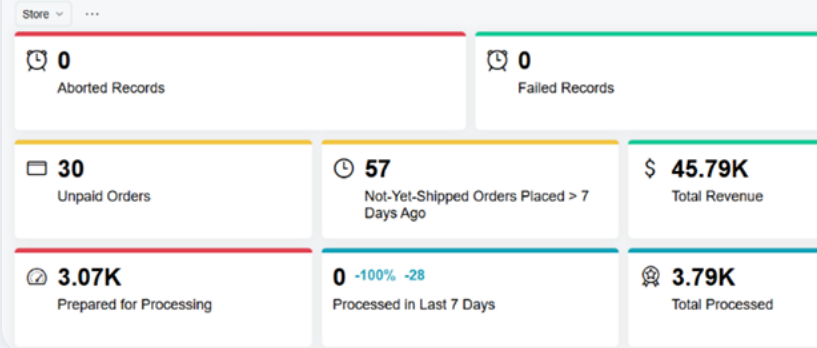 Store
...
0
Aborted Records
0
Failed Records
30
Unpaid Orders
57
Not-Yet-Shipped Orders Placed > 7
Days Ago
$ 45.79K
Total Revenue
3.07K
Prepared for Processing
0 -100% -28
Processed in Last 7 Days
3.79K
Total Processed